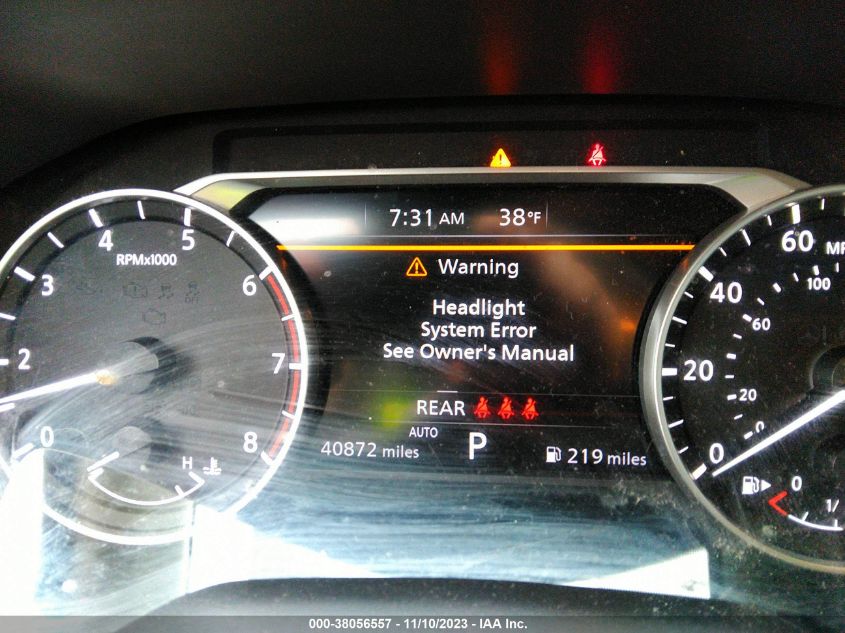 7:31 AM 38°F
Warning
Headlight
System Error
See Owner's Manual
REAR
AUTO
40872 miles P 219 miles
RPMx1000
0 2 3 4 5 6 7 8
H
0 20 40 60
0 20 60 100
0 1/
000-38056557 - 11/10/2023 - IAA Inc.